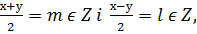 x+y/2 = m ϵ Z i x−y/2 = l ϵ Z,